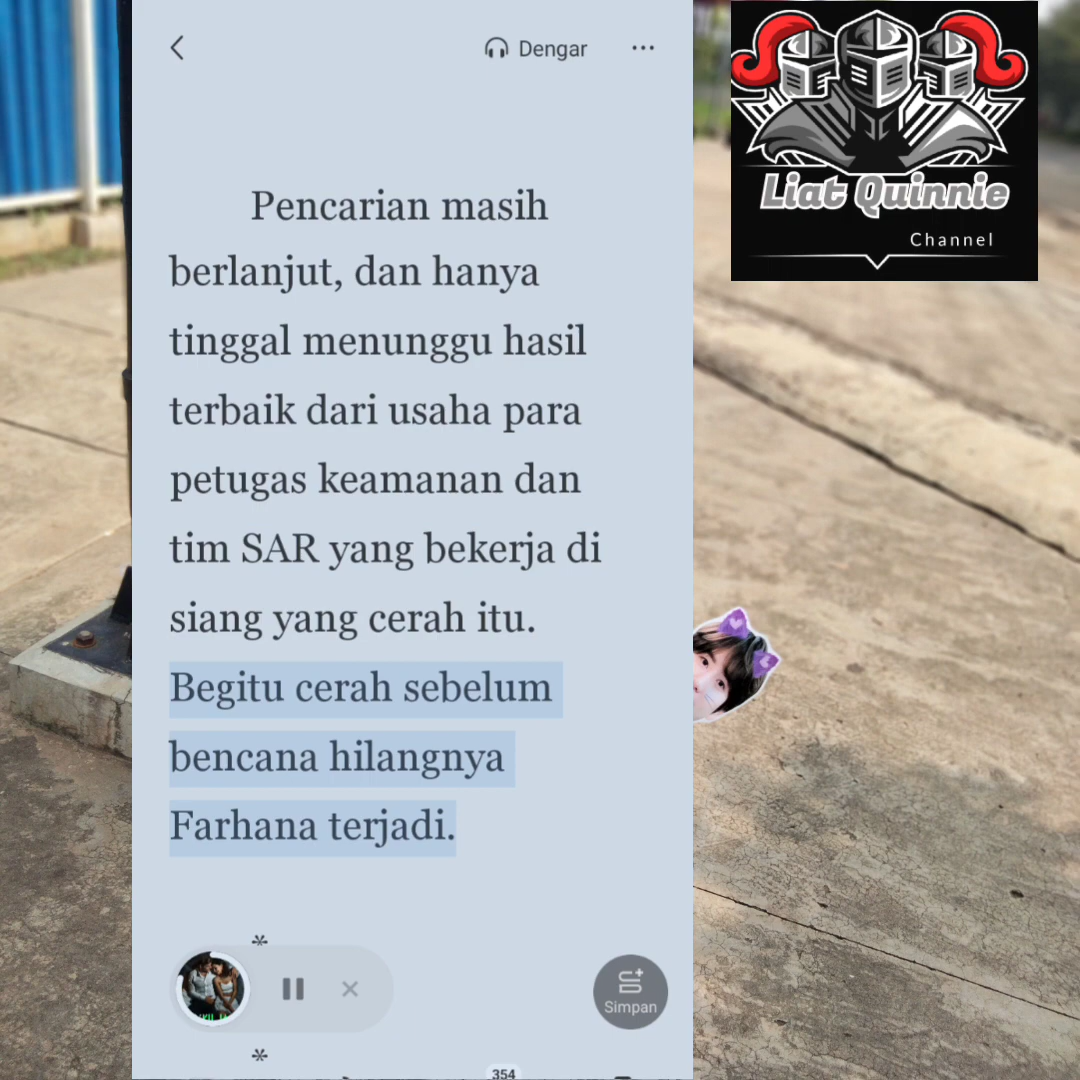 Dengar
Liat Quinnie
Channel
Pencarian masih
berlanjut, dan hanya
tinggal menunggu hasil
terbaik dari usaha para
petugas keamanan dan
tim SAR yang bekerja di
siang yang cerah itu.
Begitu cerah sebelum
bencana hilangnya
Farhana terjadi.
*
Simpan
*
354